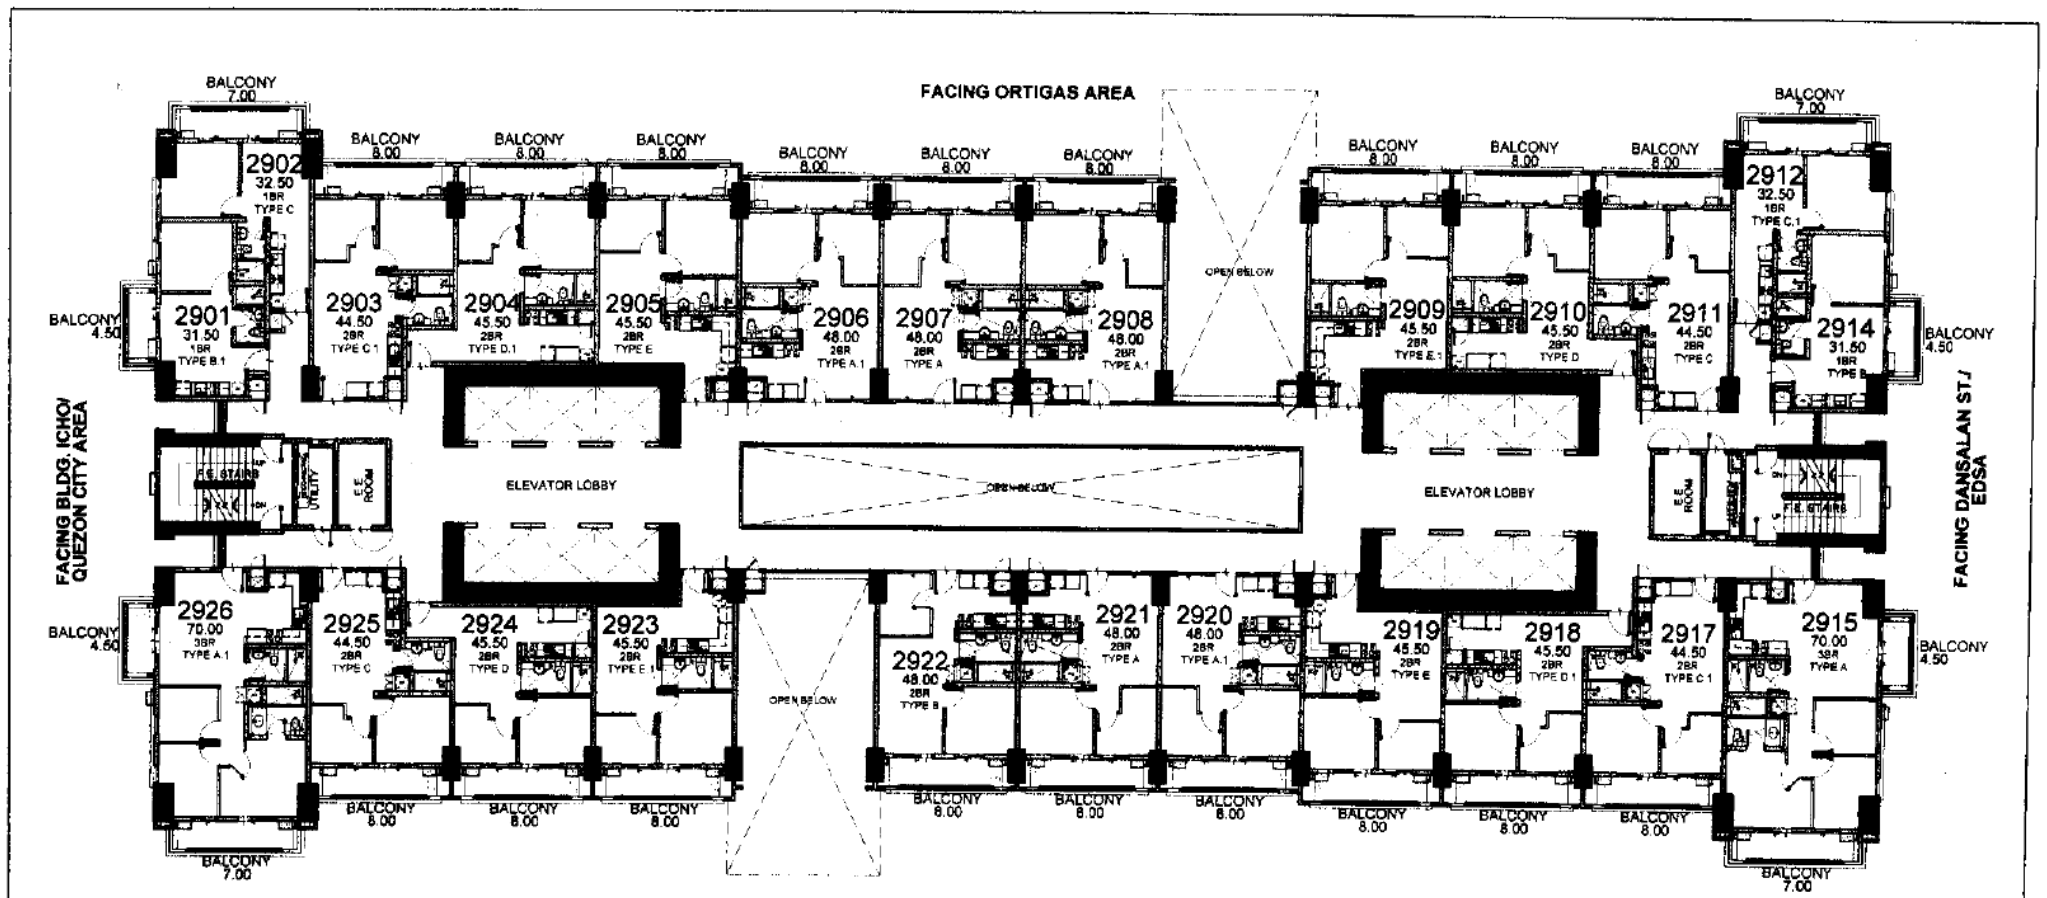 FACING ORTIGAS AREA
BALCONY
7.00
BALCONY
8.00
BALCONY
8.00
BALCONY
8.00
BALCONY
8.00
BALCONY
8.00
BALCONY
8.00
BALCONY
8.00
BALCONY
8.00
BALCONY
8.00
BALCONY
7.00
2902
32.50
1BR
TYPE C
2912
32.50
1BR
TYPE C.1
OPEN BELOW
BALCONY
4.50
2901
31.50
1BR
TYPE B.1
2903
44.50
2BR
TYPE C.1
2904
45.50
2BR
TYPE D.1
2905
45.50
2BR
TYPE E
2906
48.00
2BR
TYPE A.1
2907
48.00
2BR
TYPE A
2908
48.00
2BR
TYPE A.1
2909
45.50
2BR
TYPE E.1
2910
45.50
2BR
TYPE D
2911
44.50
2BR
TYPE C
2914
31.50
1BR
TYPE B
BALCONY
4.50
FACING BLDG. ICHO/
QUEZON CITY AREA
F.E. STAIRS
UP
DN
UTILITY
E.E.
ROOM
ELEVATOR LOBBY
OPEN BELOW
ELEVATOR LOBBY
E.E.
ROOM
DN
F.E. STAIRS
FACING DANSALAN ST./
EDSA
BALCONY
4.50
2926
70.00
3BR
TYPE A.1
2925
44.50
2BR
TYPE C
2924
45.50
2BR
TYPE D
2923
45.50
2BR
TYPE E.1
OPEN BELOW
2922
48.00
2BR
TYPE B
2921
48.00
2BR
TYPE A
2920
48.00
2BR
TYPE A.1
2919
45.50
2BR
TYPE E
2918
45.50
2BR
TYPE D.1
2917
44.50
2BR
TYPE C.1
2915
70.00
3BR
TYPE A
BALCONY
4.50
BALCONY
8.00
BALCONY
8.00
BALCONY
8.00
BALCONY
8.00
BALCONY
8.00
BALCONY
8.00
BALCONY
8.00
BALCONY
8.00
BALCONY
8.00
BALCONY
7.00
BALCONY
7.00